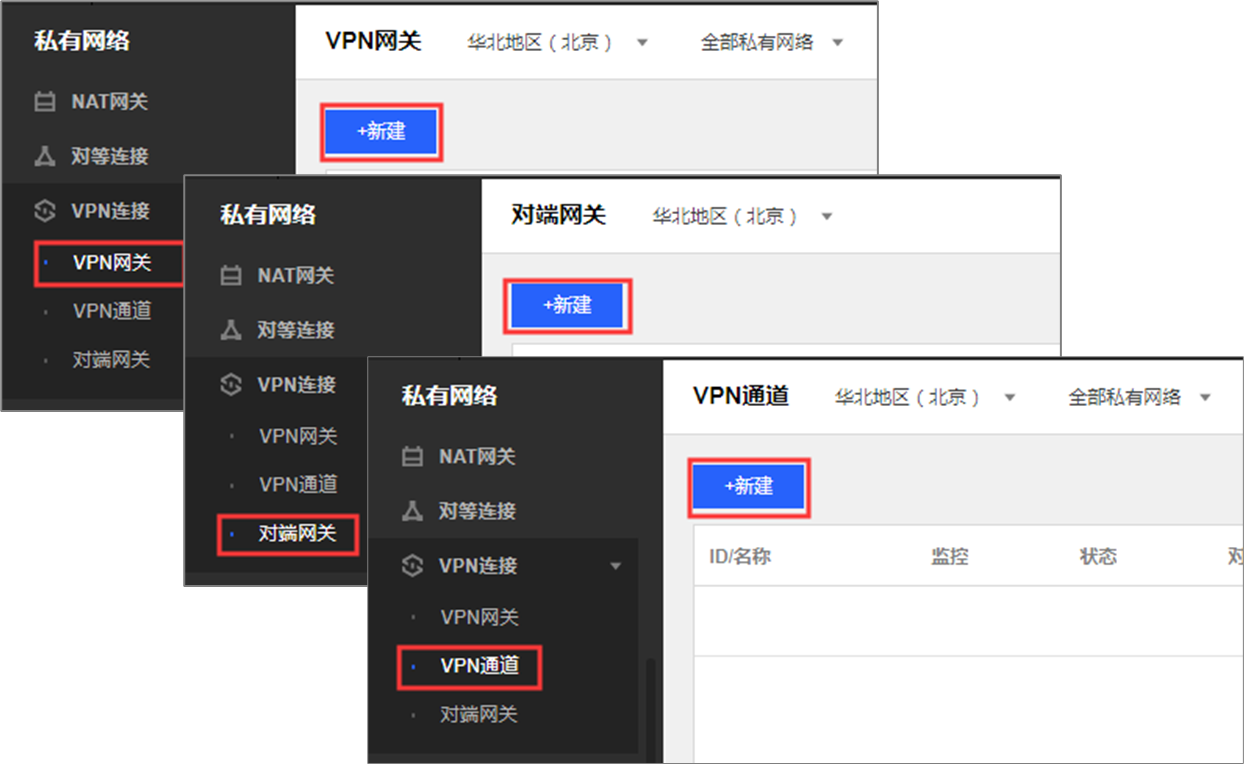 私有网络
VPN网关 华北地区（北京） 全部私有网络
NAT网关
+新建
对等连接
VPN连接
VPN网关
VPN通道
对端网关
私有网络
对端网关 华北地区（北京）
NAT网关
+新建
对等连接
VPN连接
VPN网关
VPN通道
对端网关
私有网络
VPN通道 华北地区（北京） 全部私有网络
NAT网关
+新建
对等连接
ID/名称 监控 状态
VPN连接
VPN网关
VPN通道
对端网关